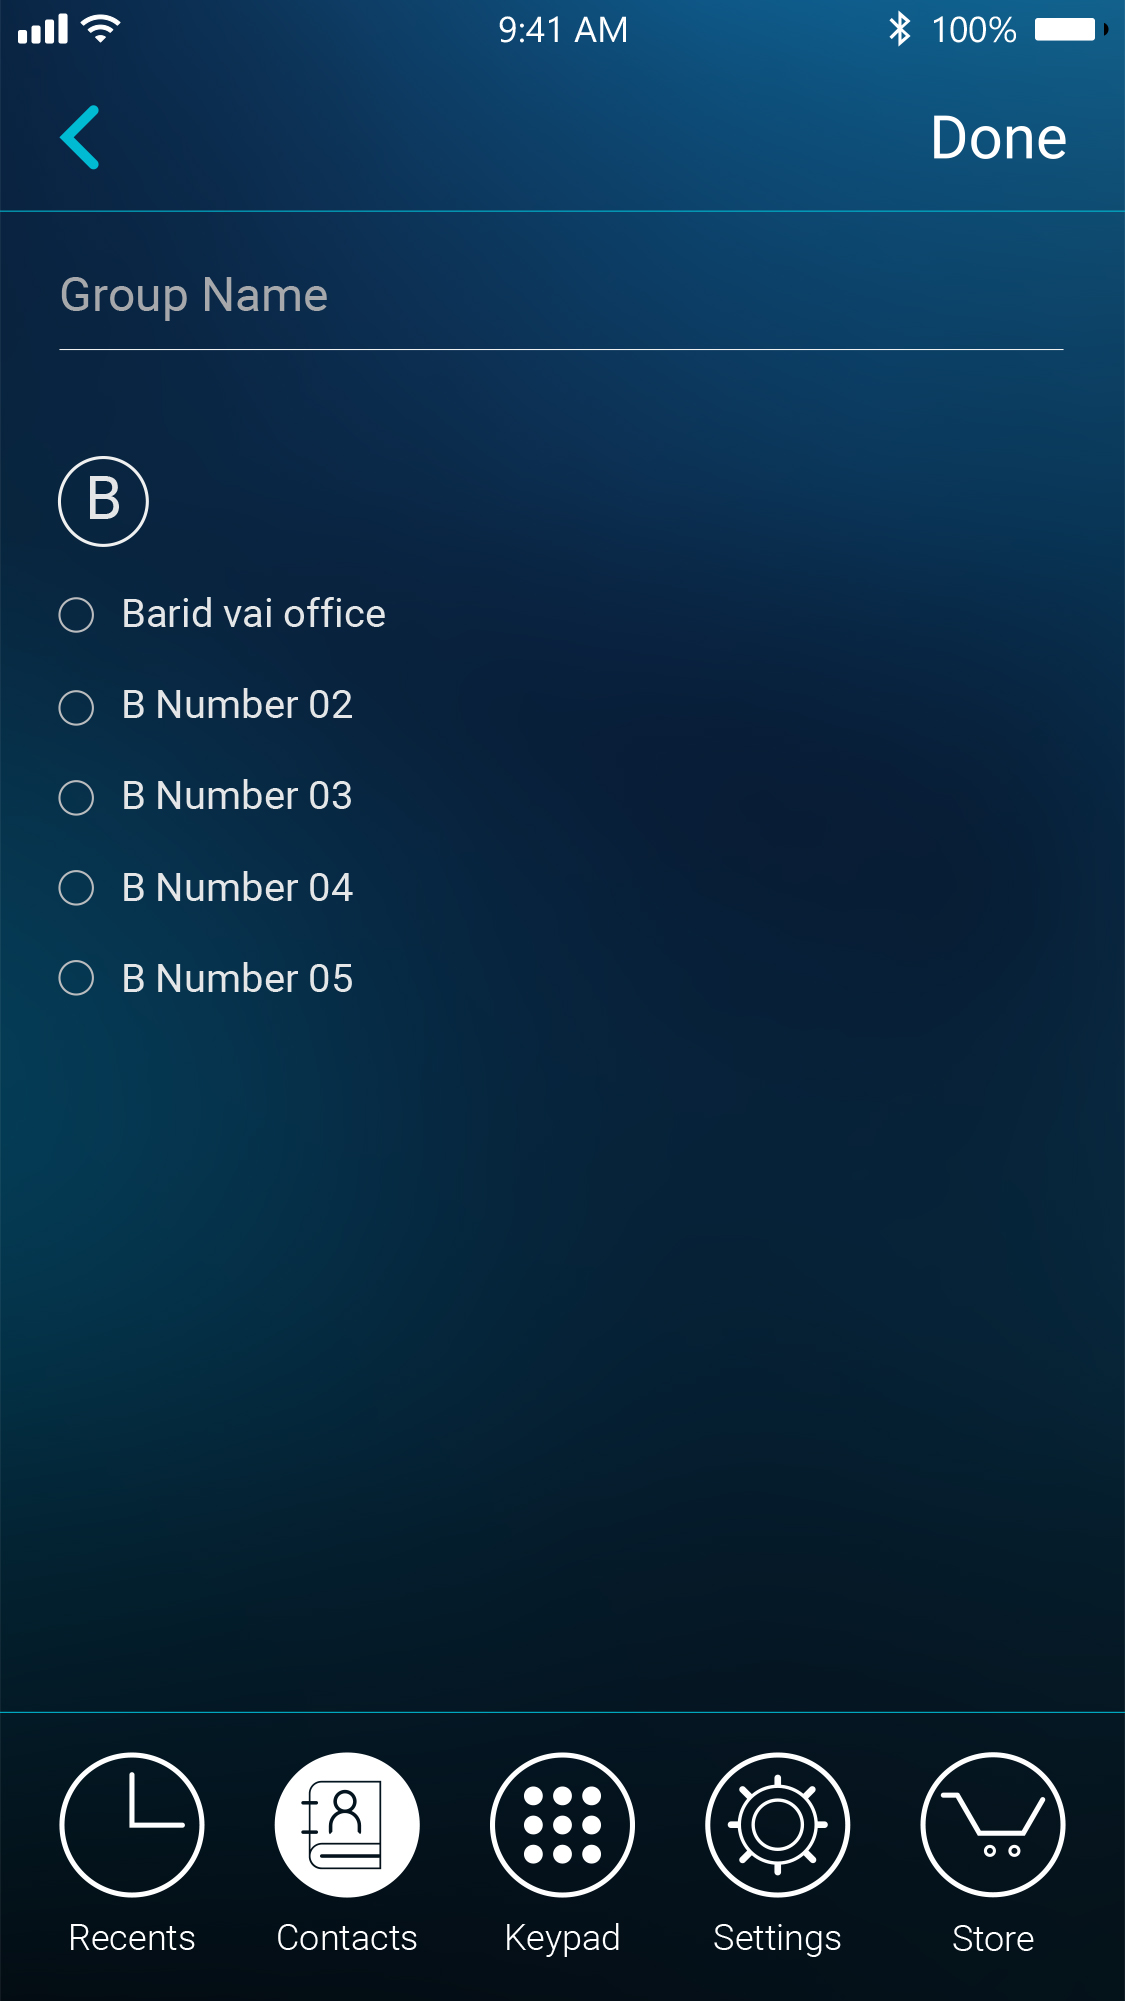 9:41 AM 100%
Done
Group Name
B
Barid vai office
B Number 02
B Number 03
B Number 04
B Number 05
Recents Contacts Keypad Settings Store